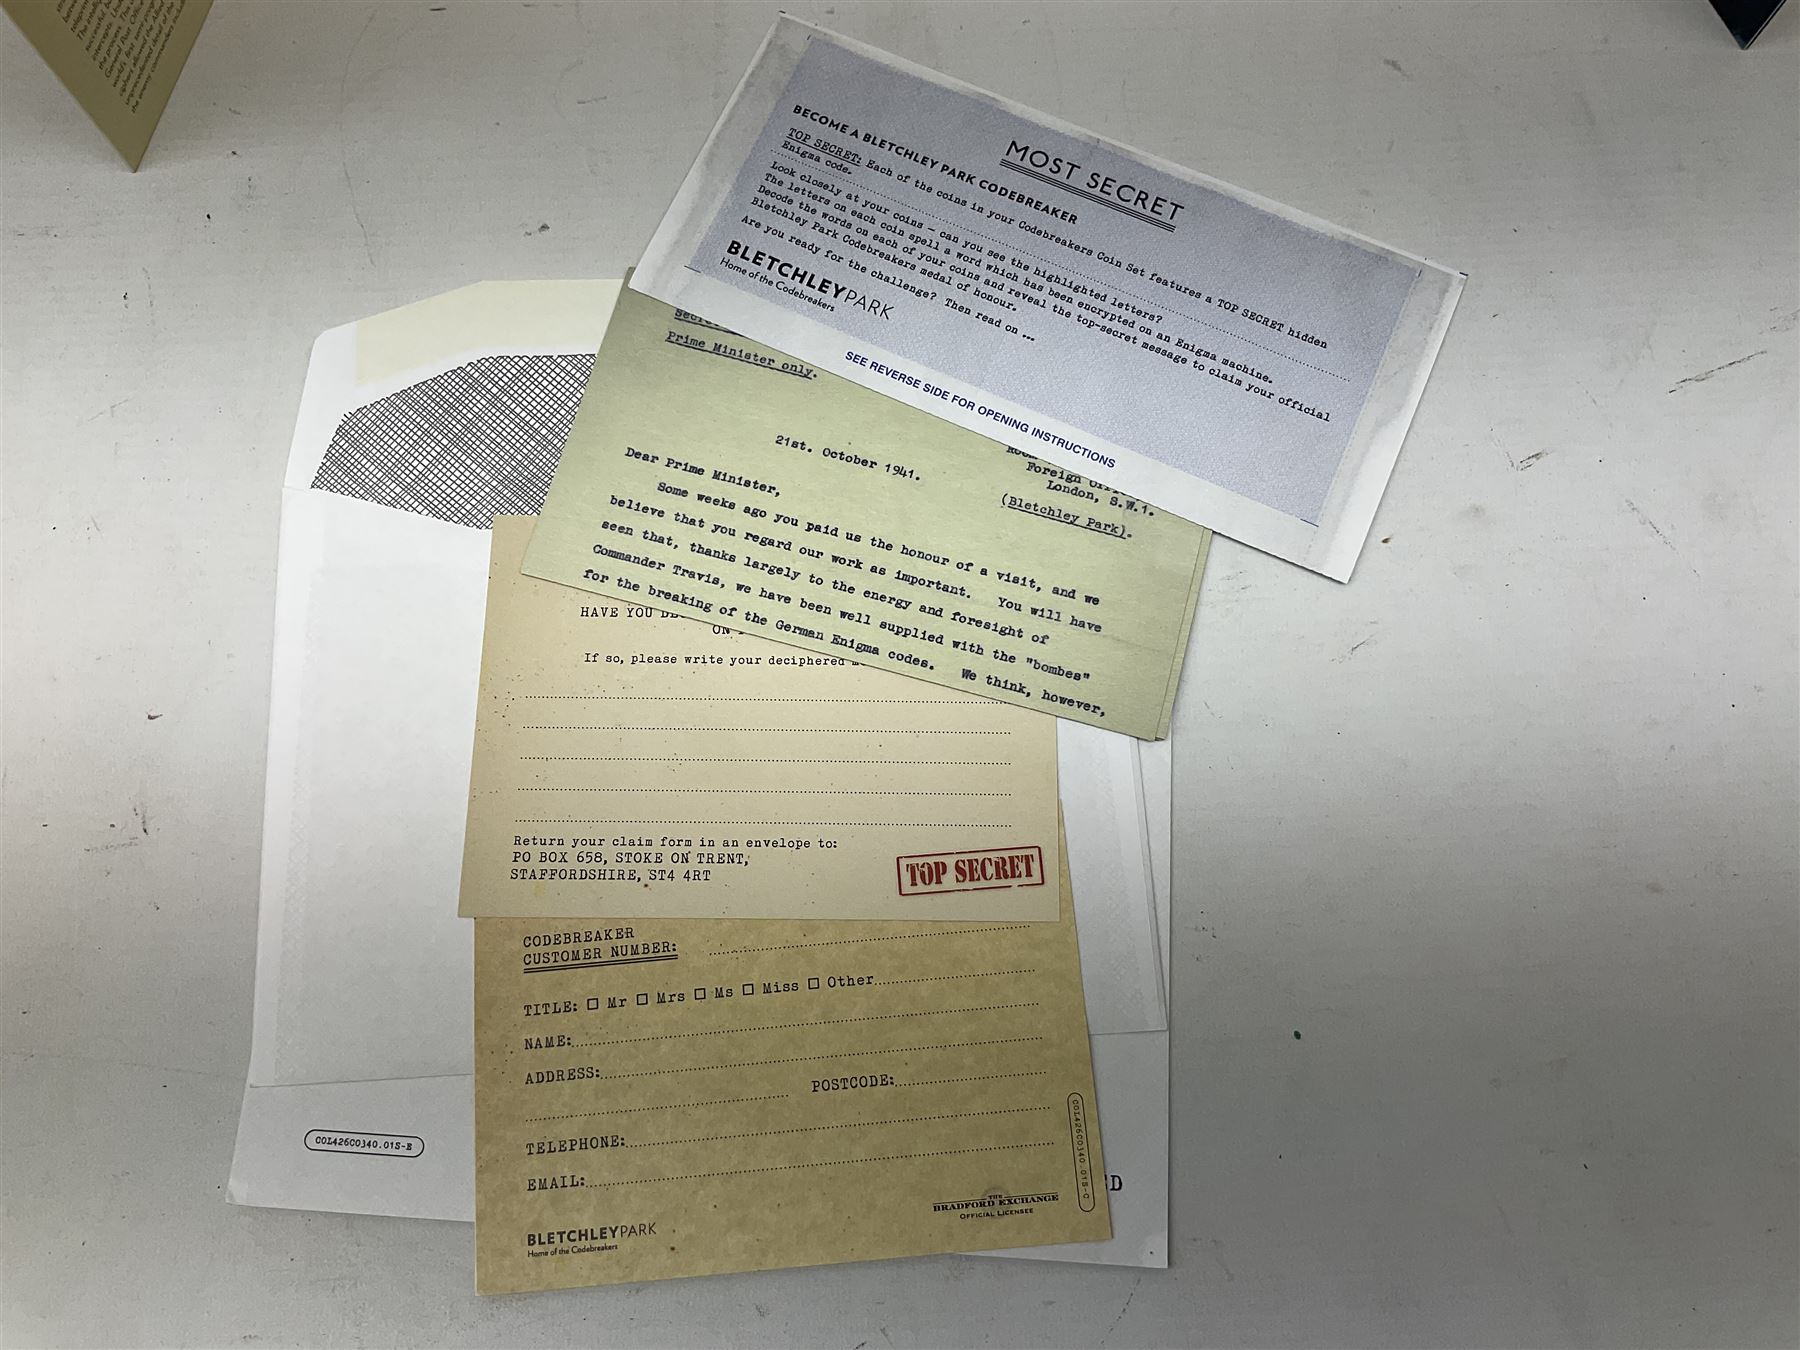 MOST SECRET
BECOME A BLETCHLEY PARK CODEBREAKER
TOP SECRET: Each of the coins in your Codebreakers Coin Set features a TOP SECRET hidden
Enigma code.
Look closely at your coins – can you see the highlighted letters?
The letters on each coin spell a word which has been encrypted on an Enigma machine.
Decode the words on each of your coins and reveal the top-secret message to claim your official
Bletchley Park Codebreakers medal of honour.
Are you ready for the challenge? Then read on ...
BLETCHLEYPARK
Home of the Codebreakers
SEE REVERSE SIDE FOR OPENING INSTRUCTIONS
Prime Minister only.
Foreign
London, S.W.1.
(Bletchley Park).
21st. October 1941.
Dear Prime Minister,
Some weeks ago you paid us the honour of a visit, and we
believe that you regard our work as important. You will have
seen that, thanks largely to the energy and foresight of
Commander Travis, we have been well supplied with the "bombes"
for the breaking of the German Enigma codes. We think, however,
HAVE YOU
If so, please write your deciphered
Return your claim form in an envelope to:
PO BOX 658, STOKE ON TRENT,
STAFFORDSHIRE, ST4 4RT
TOP SECRET
CODEBREAKER
CUSTOMER NUMBER:
TITLE: Mr Mrs Ms Miss Other
NAME:
ADDRESS:
POSTCODE:
TELEPHONE:
EMAIL:
BLETCHLEYPARK
Home of the Codebreakers
THE
BRADFORD EXCHANGE
OFFICIAL LICENSEE
COL426C0340.01S-C
COL426C0340.01S-E